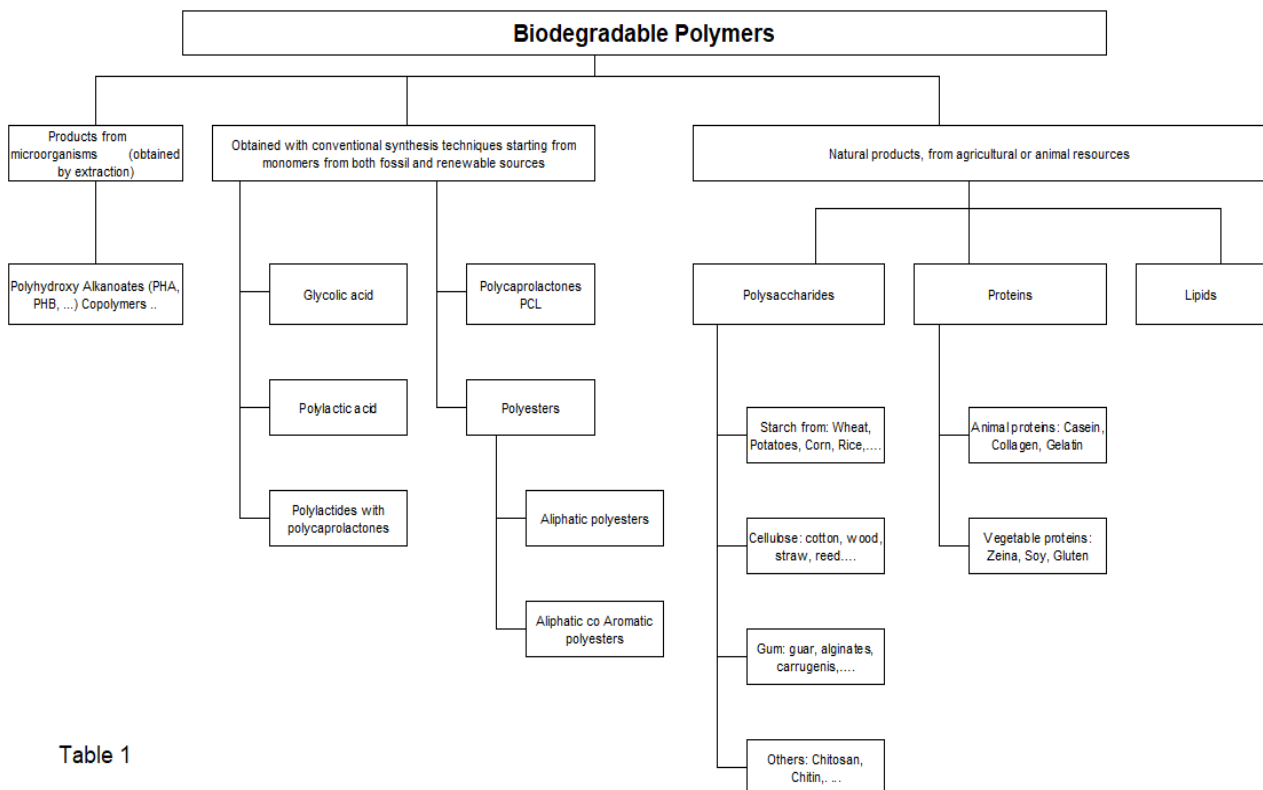 Biodegradable Polymers
Products from
microorganisms (obtained
by extraction)
Obtained with conventional synthesis techniques starting from
monomers from both fossil and renewable sources
Natural products, from agricultural or animal resources
Polyhydroxy Alkanoates (PHA,
PHB, ...) Copolymers ..
Glycolic acid
Polycaprolactones
PCL
Polysaccharides
Proteins
Lipids
Polylactic acid
Polyesters
Starch from: Wheat,
Potatoes, Corn, Rice,....
Animal proteins: Casein,
Collagen, Gelatin
Polylactides with
polycaprolactones
Aliphatic polyesters
Cellulose: cotton, wood,
straw, reed....
Vegetable proteins:
Zeina, Soy, Gluten
Aliphatic co Aromatic
polyesters
Gum: guar, alginates,
carrugenis,....
Others: Chitosan,
Chitin,. ...
Table 1